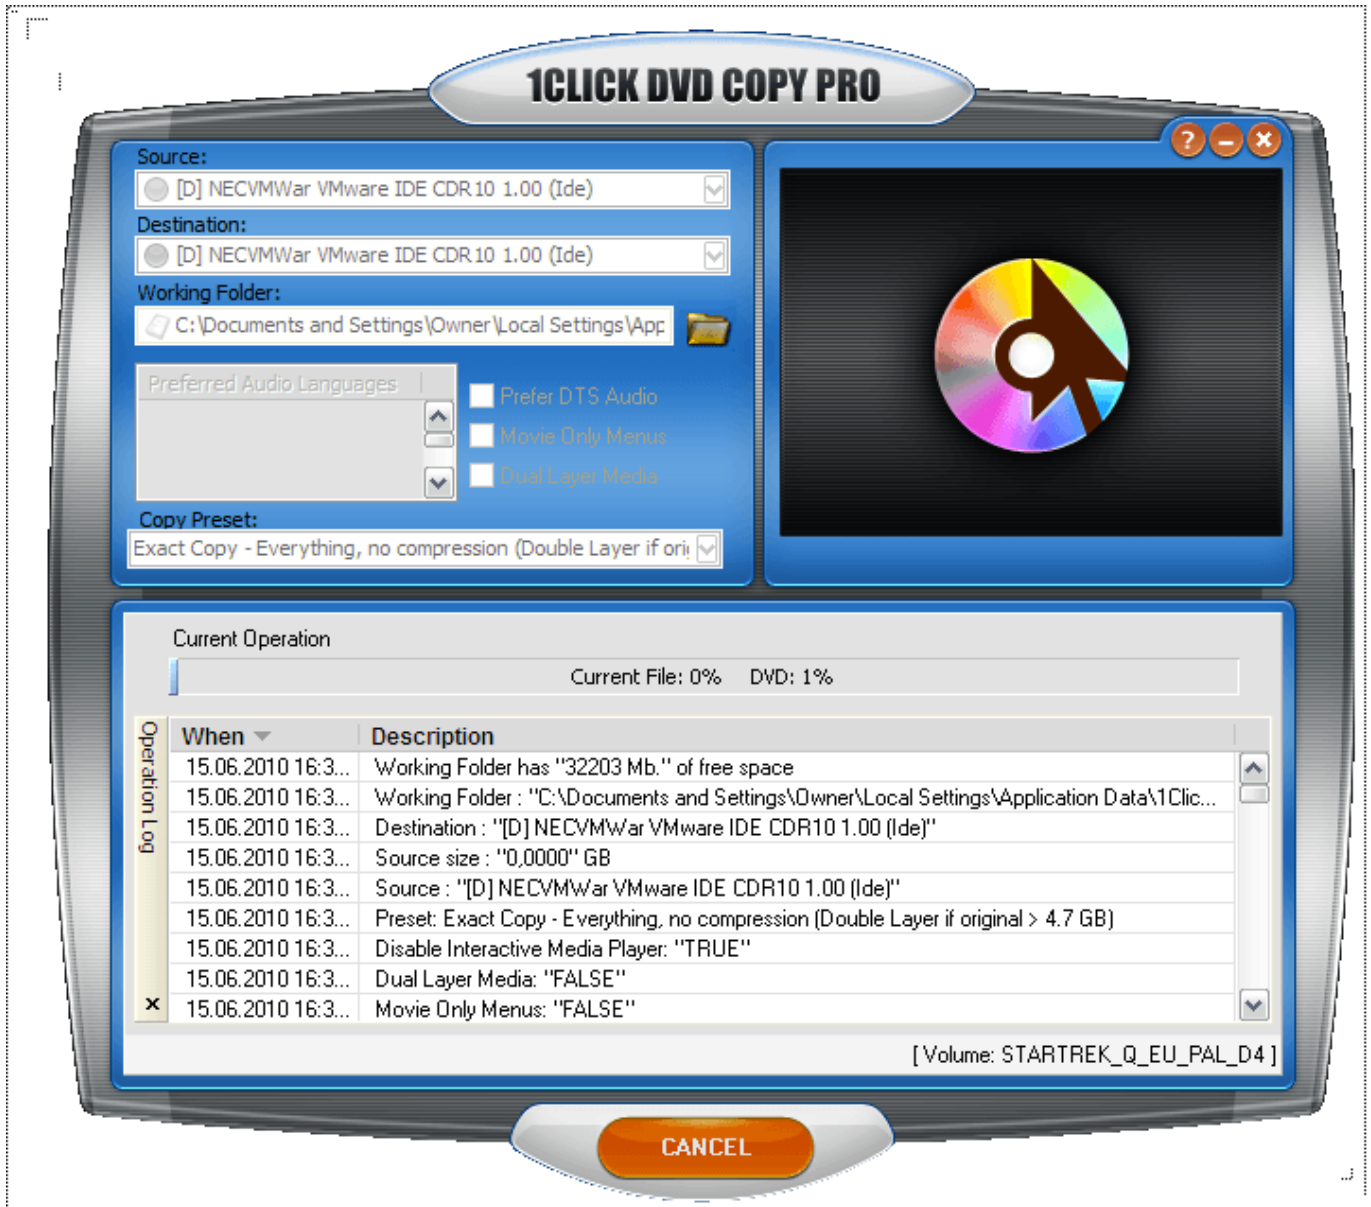 1CLICK DVD COPY PRO
?
Source:
[D] NECVMWar VMware IDE CDR10 1.00 (Ide)
Destination:
[D] NECVMWar VMware IDE CDR10 1.00 (Ide)
Working Folder:
C:\Documents and Settings\Owner\Local Settings\App
Preferred Audio Languages
Prefer DTS Audio
Movie Only Menus
Dual Layer Media
Copy Preset:
Exact Copy - Everything, no compression (Double Layer if orig
Current Operation
Current File: 0% DVD: 1%
Operation Log
When Description
15.06.2010 16:3... Working Folder has "32203 Mb." of free space
15.06.2010 16:3... Working Folder : "C:\Documents and Settings\Owner\Local Settings\Application Data\1Clic...
15.06.2010 16:3... Destination : "[D] NECVMWar VMware IDE CDR10 1.00 (Ide)"
15.06.2010 16:3... Source size : "0,0000" GB
15.06.2010 16:3... Source : "[D] NECVMWar VMware IDE CDR10 1.00 (Ide)"
15.06.2010 16:3... Preset: Exact Copy - Everything, no compression (Double Layer if original > 4.7 GB)
15.06.2010 16:3... Disable Interactive Media Player: "TRUE"
15.06.2010 16:3... Dual Layer Media: "FALSE"
15.06.2010 16:3... Movie Only Menus: "FALSE"
[ Volume: STARTREK_Q_EU_PAL_D4 ]
CANCEL